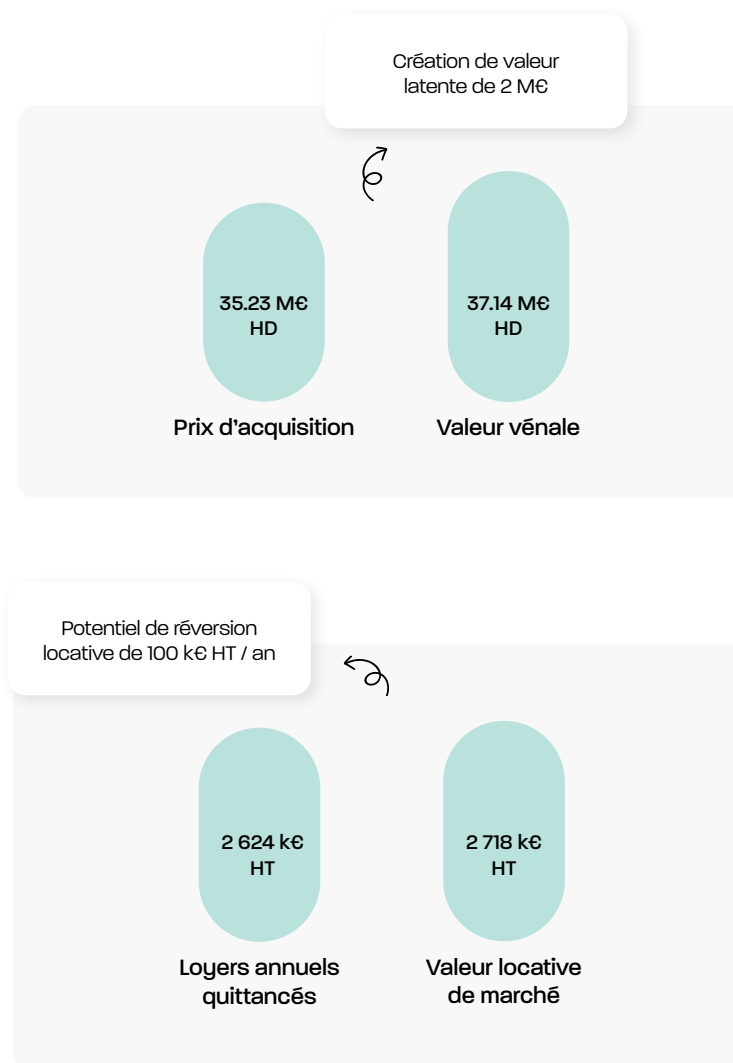 Création de valeur
latente de 2 M€
35.23 M€
HD
37.14 M€
HD
Prix d’acquisition
Valeur vénale
Potentiel de réversion
locative de 100 k€ HT / an
2 624 k€
HT
2 718 k€
HT
Loyers annuels
quittancés
Valeur locative
de marché